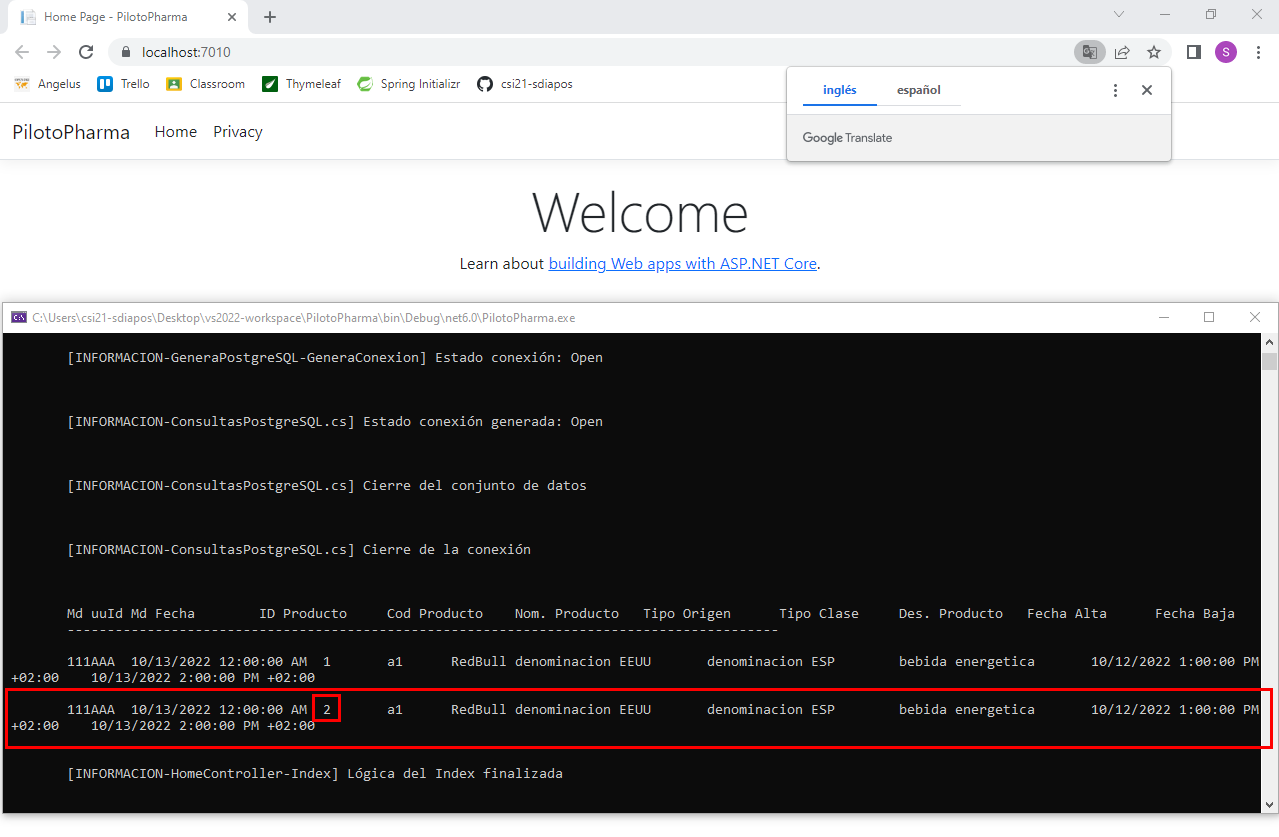 Home Page - PilotoPharma
localhost:7010
Angelus Trello Classroom Thymeleaf Spring Initializr csi21-sdiapos
S
inglés español
Google Translate
PilotoPharma Home Privacy
Welcome
Learn about building Web apps with ASP.NET Core.
C:\Users\csi21-sdiapos\Desktop\vs2022-workspace\PilotoPharma\bin\Debug\net6.0\PilotoPharma.exe
[INFORMACION-GeneraPostgreSQL-GeneraConexion] Estado conexión: Open
[INFORMACION-ConsultasPostgreSQL.cs] Estado conexión generada: Open
[INFORMACION-ConsultasPostgreSQL.cs] Cierre del conjunto de datos
[INFORMACION-ConsultasPostgreSQL.cs] Cierre de la conexión
Md uuId Md Fecha ID Producto Cod Producto Nom. Producto Tipo Origen Tipo Clase Des. Producto Fecha Alta Fecha Baja
-----------------------------------------------------------------------------------------
111AAA 10/13/2022 12:00:00 AM 1 a1 RedBull denominacion EEUU denominacion ESP bebida energetica 10/12/2022 1:00:00 PM
+02:00 10/13/2022 2:00:00 PM +02:00
111AAA 10/13/2022 12:00:00 AM 2 a1 RedBull denominacion EEUU denominacion ESP bebida energetica 10/12/2022 1:00:00 PM
+02:00 10/13/2022 2:00:00 PM +02:00
[INFORMACION-HomeController-Index] Lógica del Index finalizada